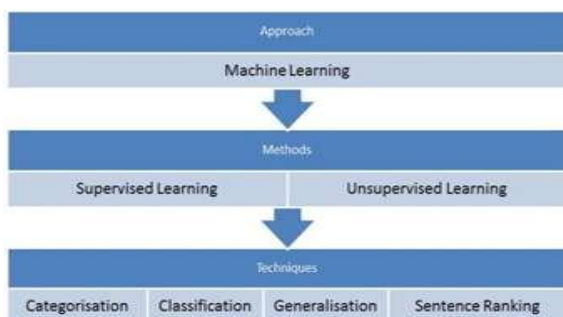 Approach
Machine Learning
Methods
Supervised Learning Unsupervised Learning
Techniques
Categorisation Classification Generalisation Sentence Ranking